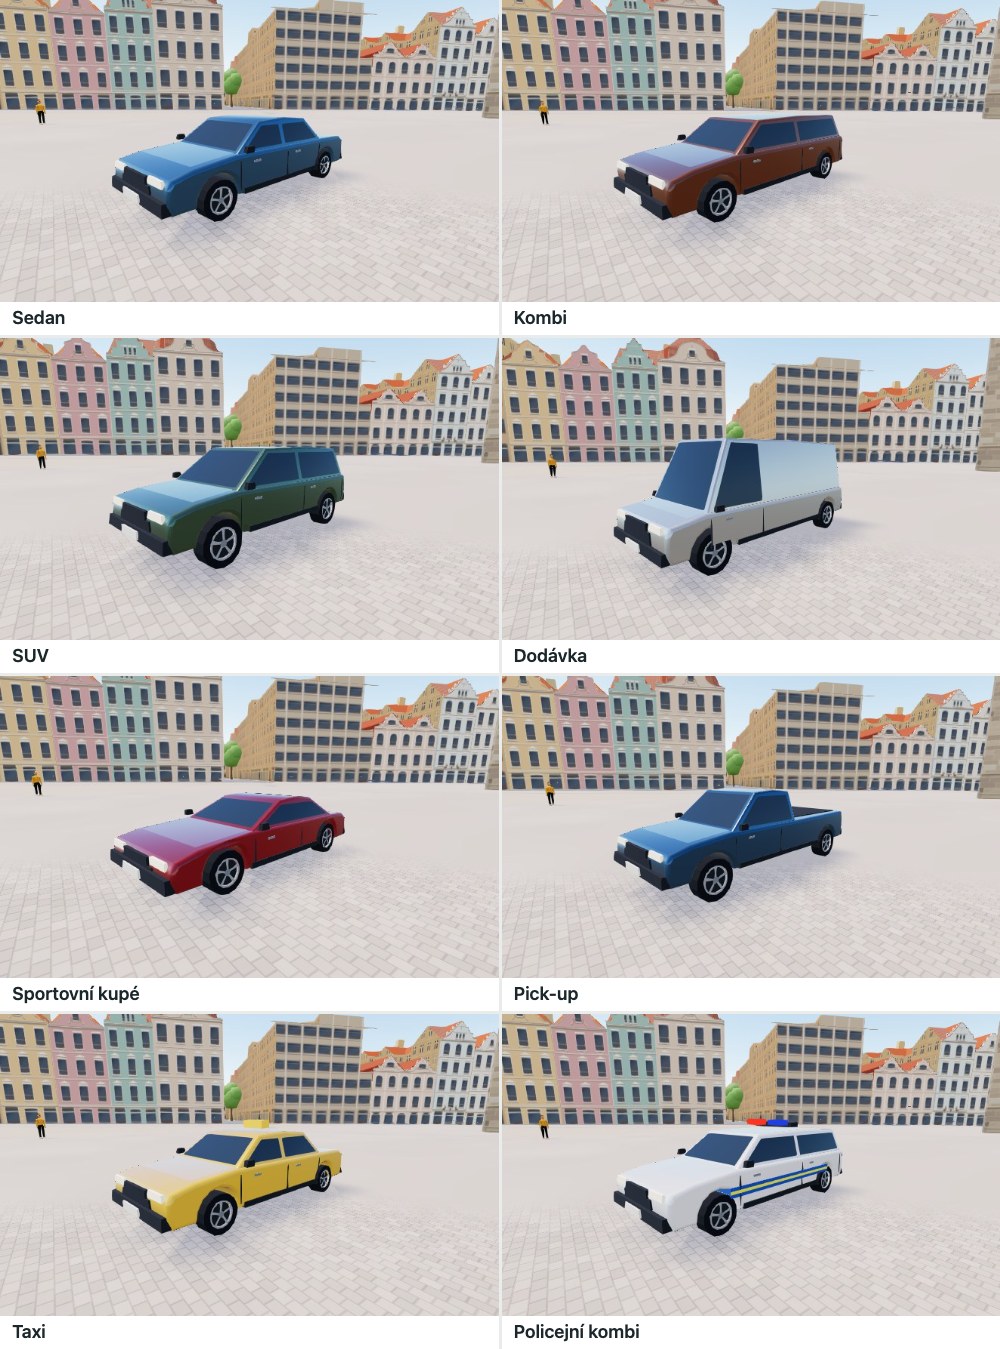 Sedan
Kombi
SUV
Dodávka
Sportovní kupé
Pick-up
Taxi
Policejní kombi